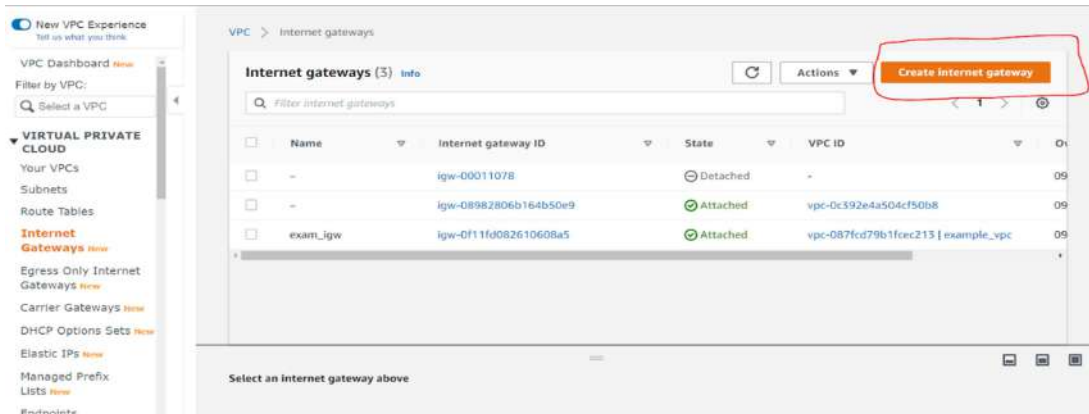 New VPC Experience
Tell us what you think
VPC Dashboard New
Filter by VPC:
Select a VPC
VIRTUAL PRIVATE
CLOUD
Your VPCs
Subnets
Route Tables
Internet
Gateways New
Egress Only Internet
Gateways New
Carrier Gateways New
DHCP Options Sets New
Elastic IPs New
Managed Prefix
Lists New
Endpoints
VPC > Internet gateways
Internet gateways (3) Info
Actions
Create internet gateway
Filter internet gateways
< 1 >
Name Internet gateway ID State VPC ID
– igw-00011078 Detached –
– igw-08982806b164b50e9 Attached vpc-0c392e4a504cf50b8
exam_igw igw-0f11fd082610608a5 Attached vpc-087fcd79b1fcec213 | example_vpc
Select an internet gateway above